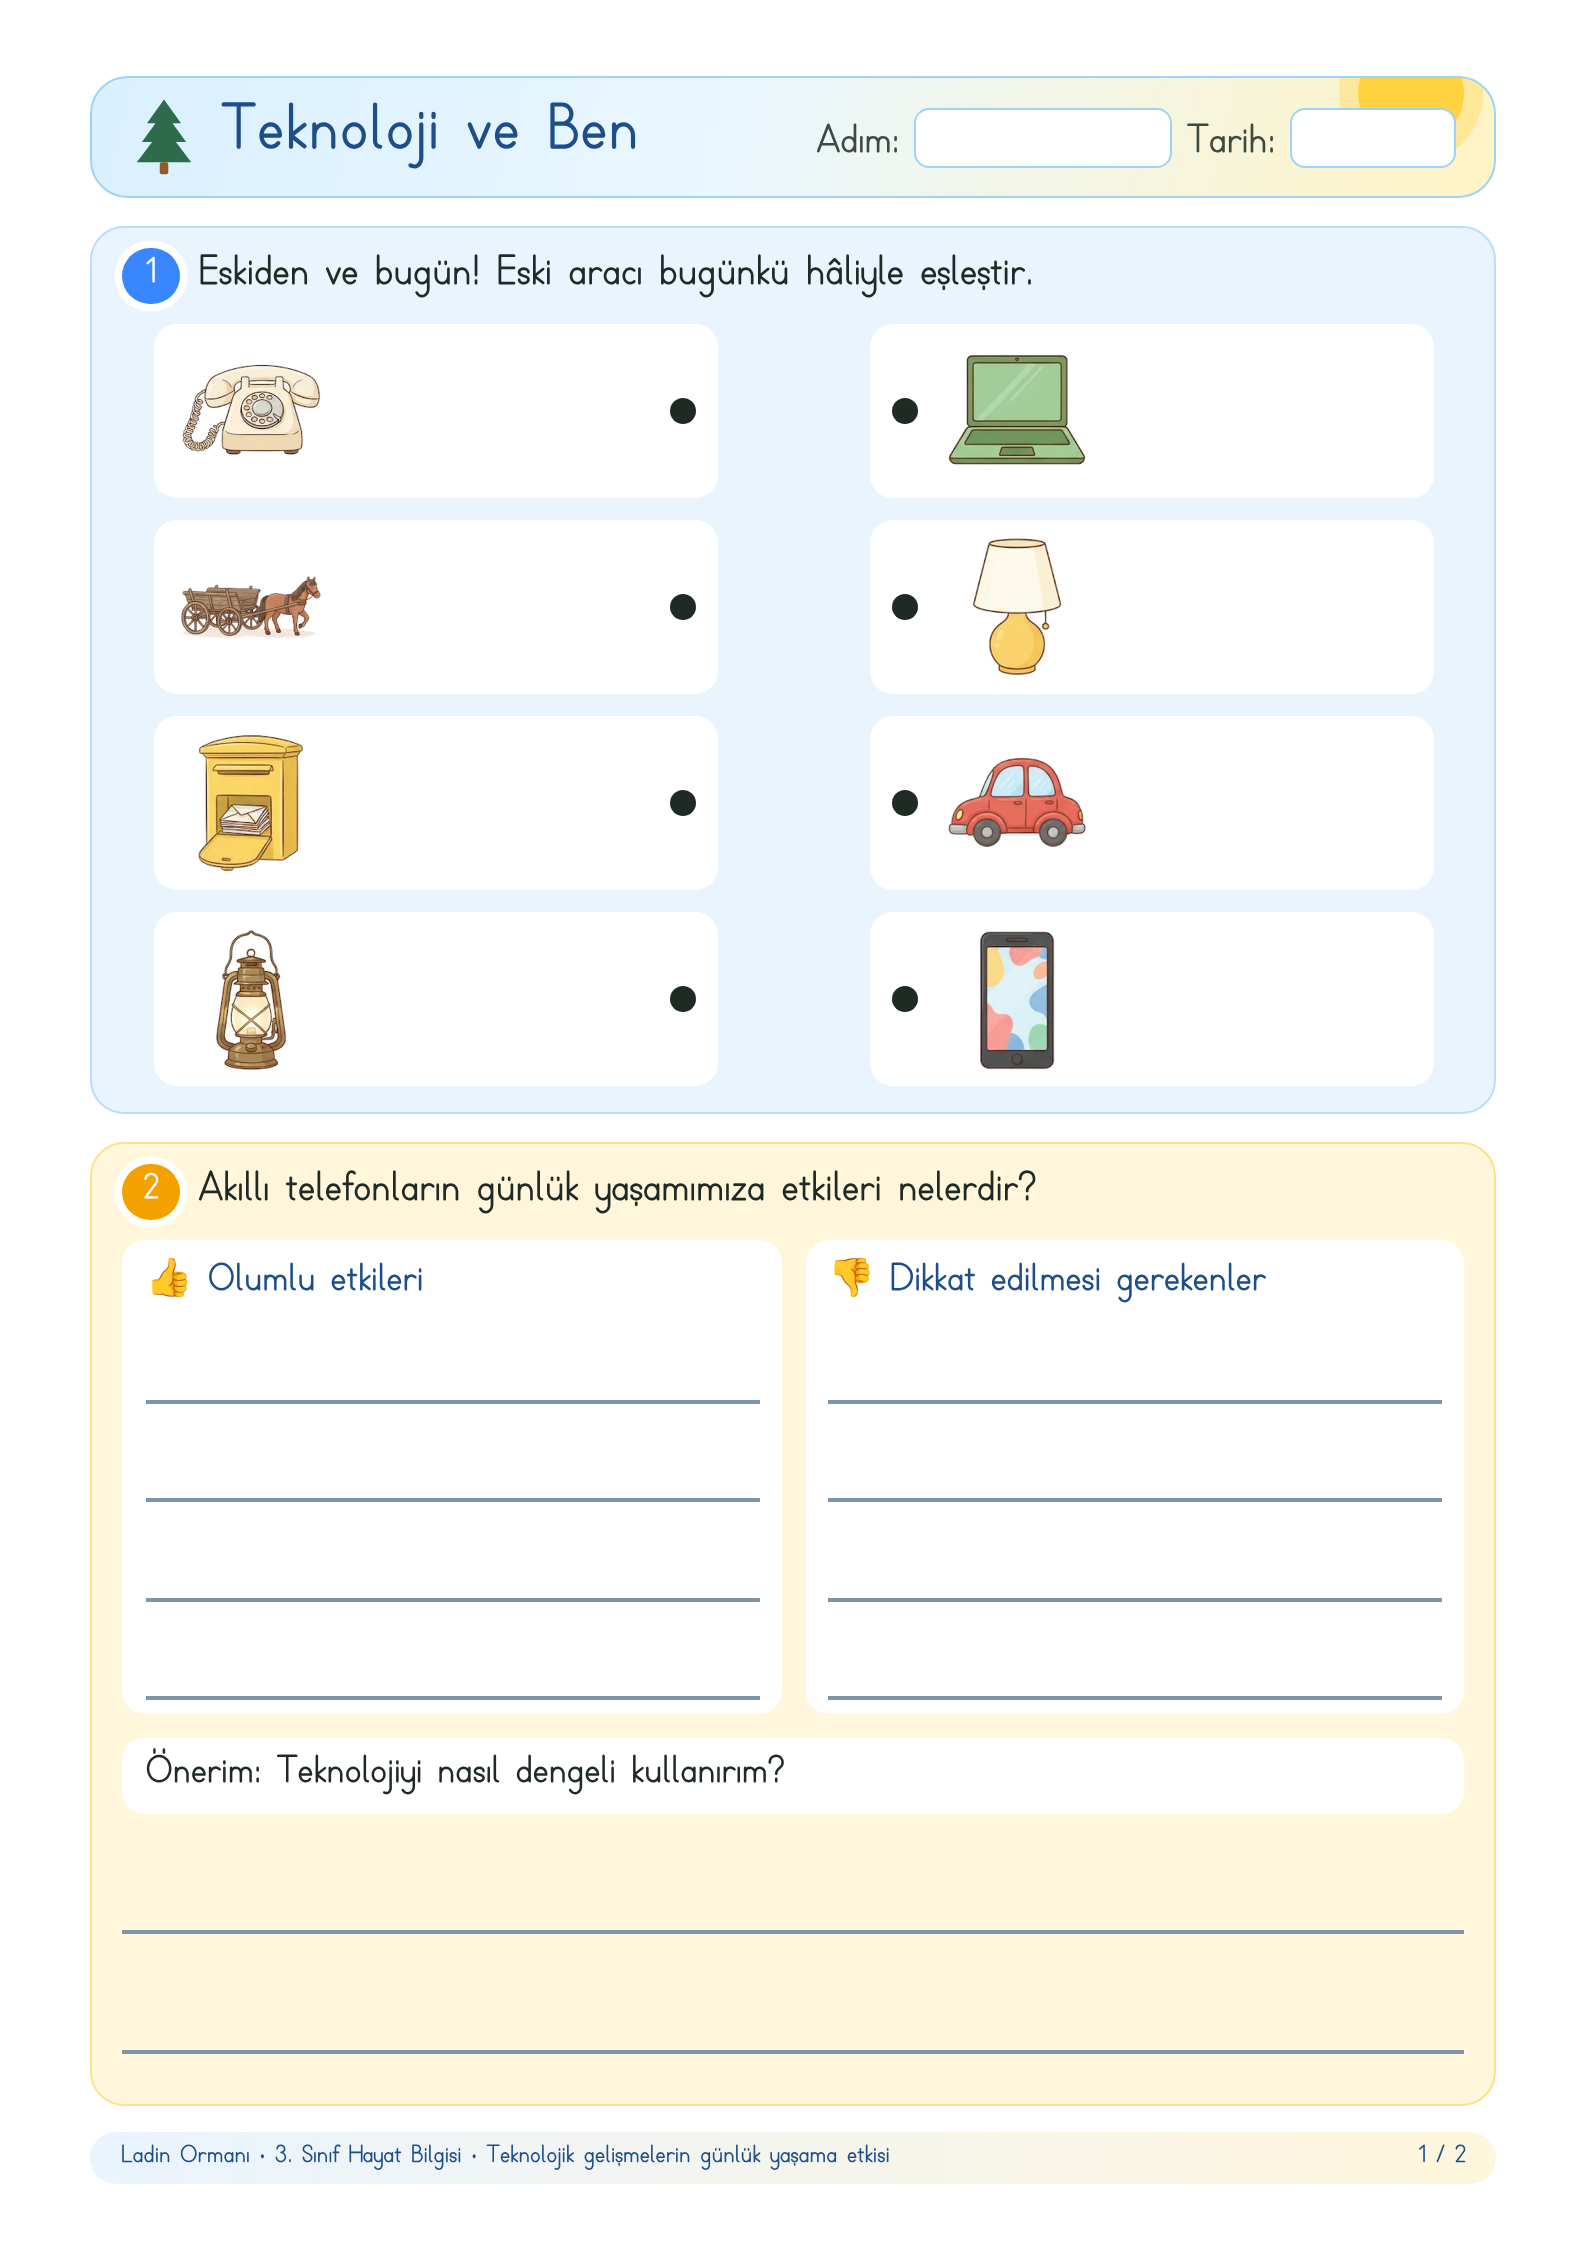 Teknoloji ve Ben
Adım:
Tarih:
1
Eskiden ve bugün! Eski aracı bugünkü hâliyle eşleştir.
2
Akıllı telefonların günlük yaşamımıza etkileri nelerdir?
👍 Olumlu etkileri
👎 Dikkat edilmesi gerekenler
Önerim: Teknolojiyi nasıl dengeli kullanırım?
Ladin Ormanı • 3. Sınıf Hayat Bilgisi • Teknolojik gelişmelerin günlük yaşama etkisi
1 / 2